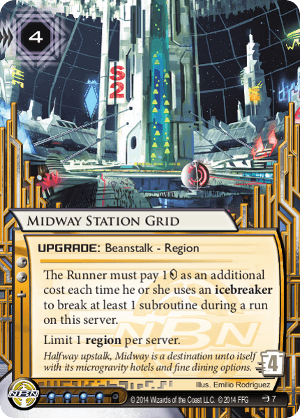 4
MIDWAY STATION GRID
UPGRADE: Beanstalk - Region
The Runner must pay 1 as an additional
cost each time he or she uses an icebreaker
to break at least 1 subroutine during a run
on this server.
Limit 1 region per server.
Halfway upstalk, Midway is a destination unto itself
with its microgravity hotels and fine dining options.
4
Illus. Emilio Rodriguez
NBN
© 2014 Wizards of the Coast LLC. © 2014 FFG
7